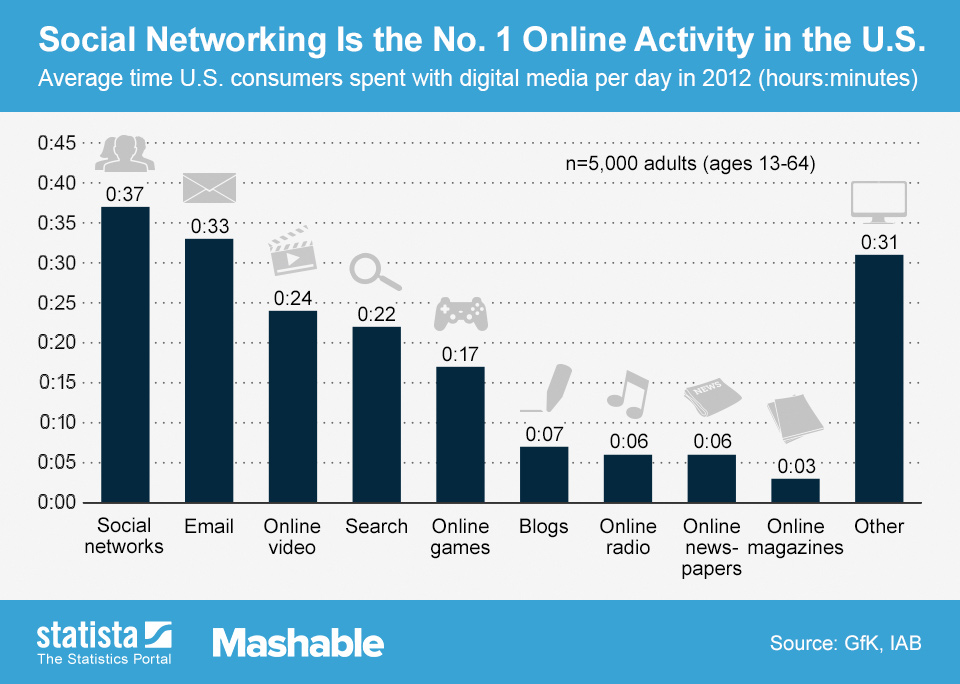 Social Networking Is the No. 1 Online Activity in the U.S.
Average time U.S. consumers spent with digital media per day in 2012 (hours:minutes)
0:45
n=5,000 adults (ages 13-64)
0:40
0:35
0:30
0:25
0:20
0:15
0:10
0:05
0:00
0:37
0:33
0:24
0:22
0:17
0:07
0:06
0:06
0:03
0:31
NEWS
Social
networks
Email
Online
video
Search
Online
games
Blogs
Online
radio
Online
news-
papers
Online
magazines
Other
statista
The Statistics Portal
Mashable
Source: GfK, IAB